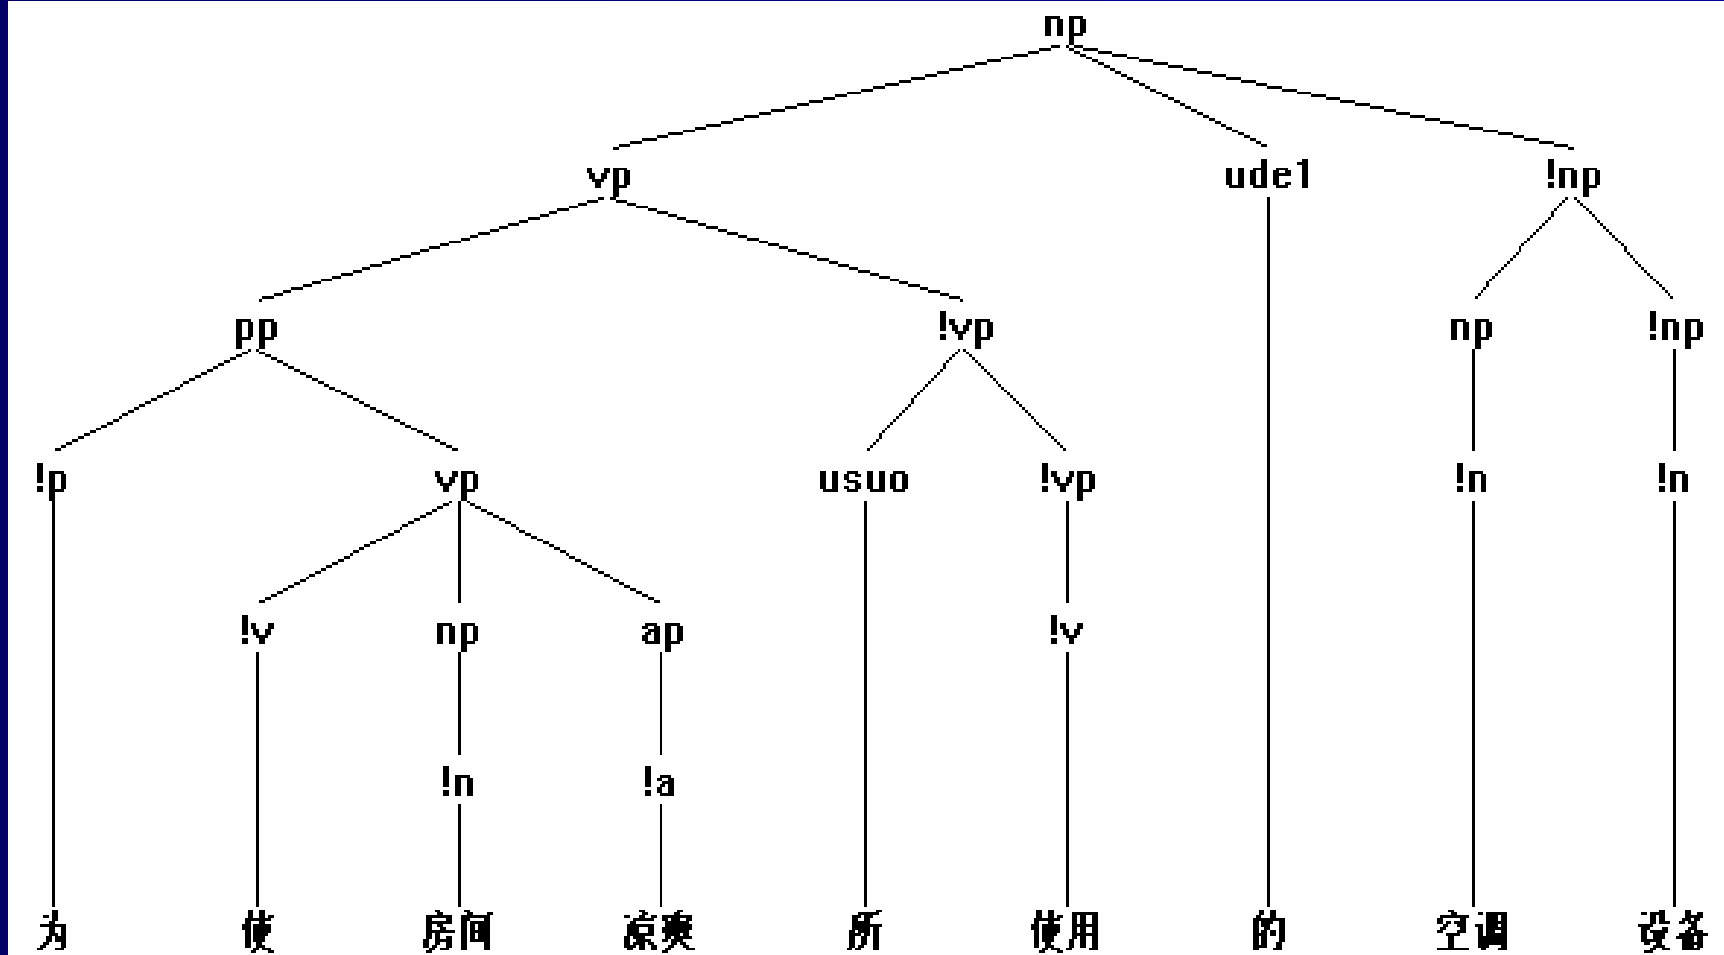 np
vp ude1 !np
pp !vp np !np
!p vp usuo !vp !n !n
!v np ap !v
!n !a
为 使 房间 凉爽 所 使用 的 空调 设备